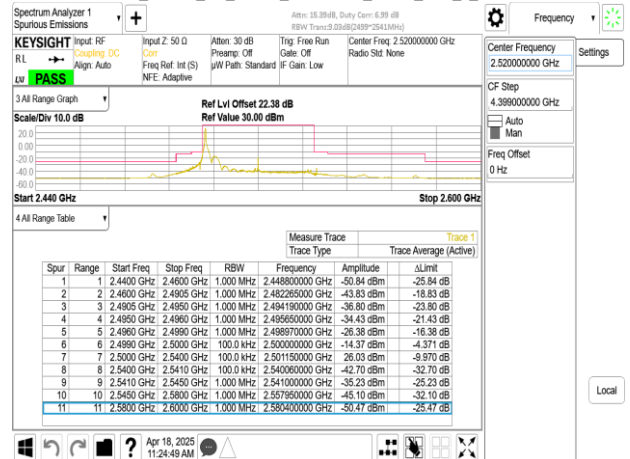 Spectrum Analyzer 1
Spurious Emissions
Attn: 15.39dB, Duty Corr: 6.99 dB
RBW Trans:9.03dB(2499~2541MHz)
Frequency
KEYSIGHT Input: RF Input Z: 50 Ω Atten: 30 dB Trig: Free Run Center Freq: 2.520000000 GHz
RL Coupling: DC Corr Preamp: Off Gate: Off Radio Std: None
Align: Auto Freq Ref: Int (S) µW Path: Standard IF Gain: Low
LXI PASS NFE: Adaptive
Center Frequency
2.520000000 GHz
Settings
CF Step
4.399000000 GHz
Auto
Man
Freq Offset
0 Hz
3 All Range Graph
Ref Lvl Offset 22.38 dB
Scale/Div 10.0 dB Ref Value 30.00 dBm
20.0
0.00
-20.0
-40.0
-60.0
Start 2.440 GHz Stop 2.600 GHz
4 All Range Table
Measure Trace Trace 1
Trace Type Trace Average (Active)
Spur Range Start Freq Stop Freq RBW Frequency Amplitude ΔLimit
1 1 2.4400 GHz 2.4600 GHz 1.000 MHz 2.448800000 GHz -50.84 dBm -25.84 dB
2 2 2.4600 GHz 2.4905 GHz 1.000 MHz 2.482265000 GHz -43.83 dBm -18.83 dB
3 3 2.4905 GHz 2.4950 GHz 1.000 MHz 2.494190000 GHz -36.80 dBm -23.80 dB
4 4 2.4950 GHz 2.4960 GHz 1.000 MHz 2.495650000 GHz -34.43 dBm -21.43 dB
5 5 2.4960 GHz 2.4990 GHz 1.000 MHz 2.498970000 GHz -26.38 dBm -16.38 dB
6 6 2.4990 GHz 2.5000 GHz 100.0 kHz 2.500000000 GHz -14.37 dBm -4.371 dB
7 7 2.5000 GHz 2.5400 GHz 100.0 kHz 2.501150000 GHz 26.03 dBm -9.970 dB
8 8 2.5400 GHz 2.5410 GHz 100.0 kHz 2.540060000 GHz -42.70 dBm -32.70 dB
9 9 2.5410 GHz 2.5450 GHz 1.000 MHz 2.541000000 GHz -35.23 dBm -25.23 dB
10 10 2.5450 GHz 2.5800 GHz 1.000 MHz 2.557950000 GHz -45.10 dBm -32.10 dB
11 11 2.5800 GHz 2.6000 GHz 1.000 MHz 2.580400000 GHz -50.47 dBm -25.47 dB
Local
Apr 18, 2025
11:24:49 AM